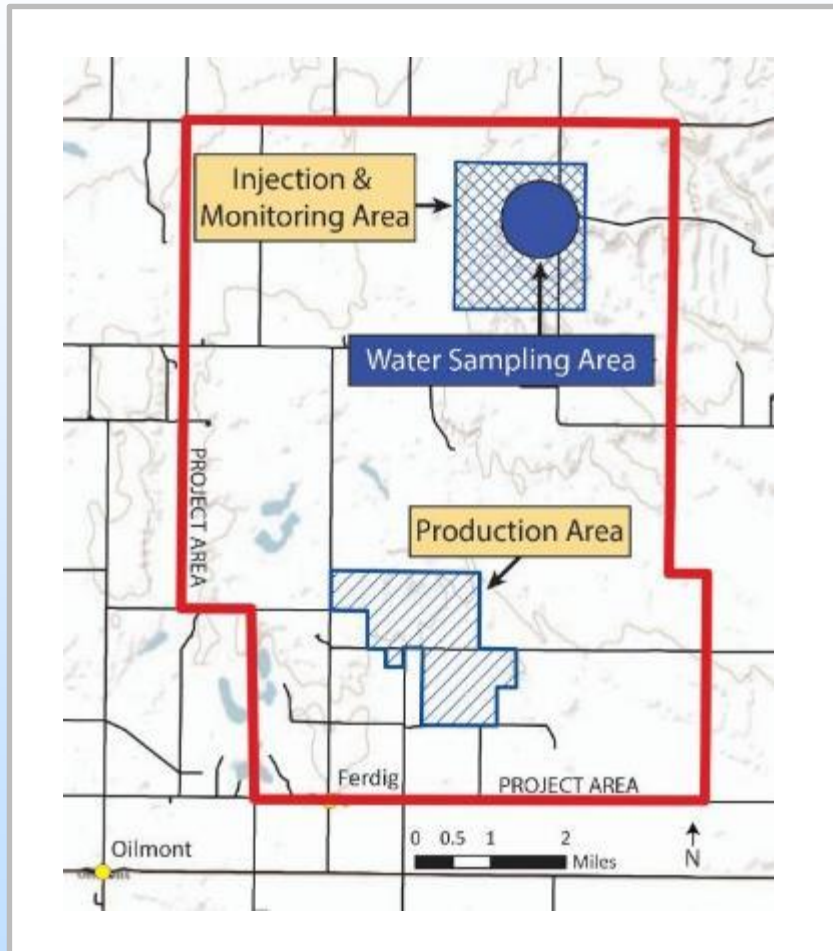 Injection &
Monitoring Area
Water Sampling Area
PROJECT AREA
Production Area
Ferdig
PROJECT AREA
Oilmont
0 0.5 1 2
Miles
N